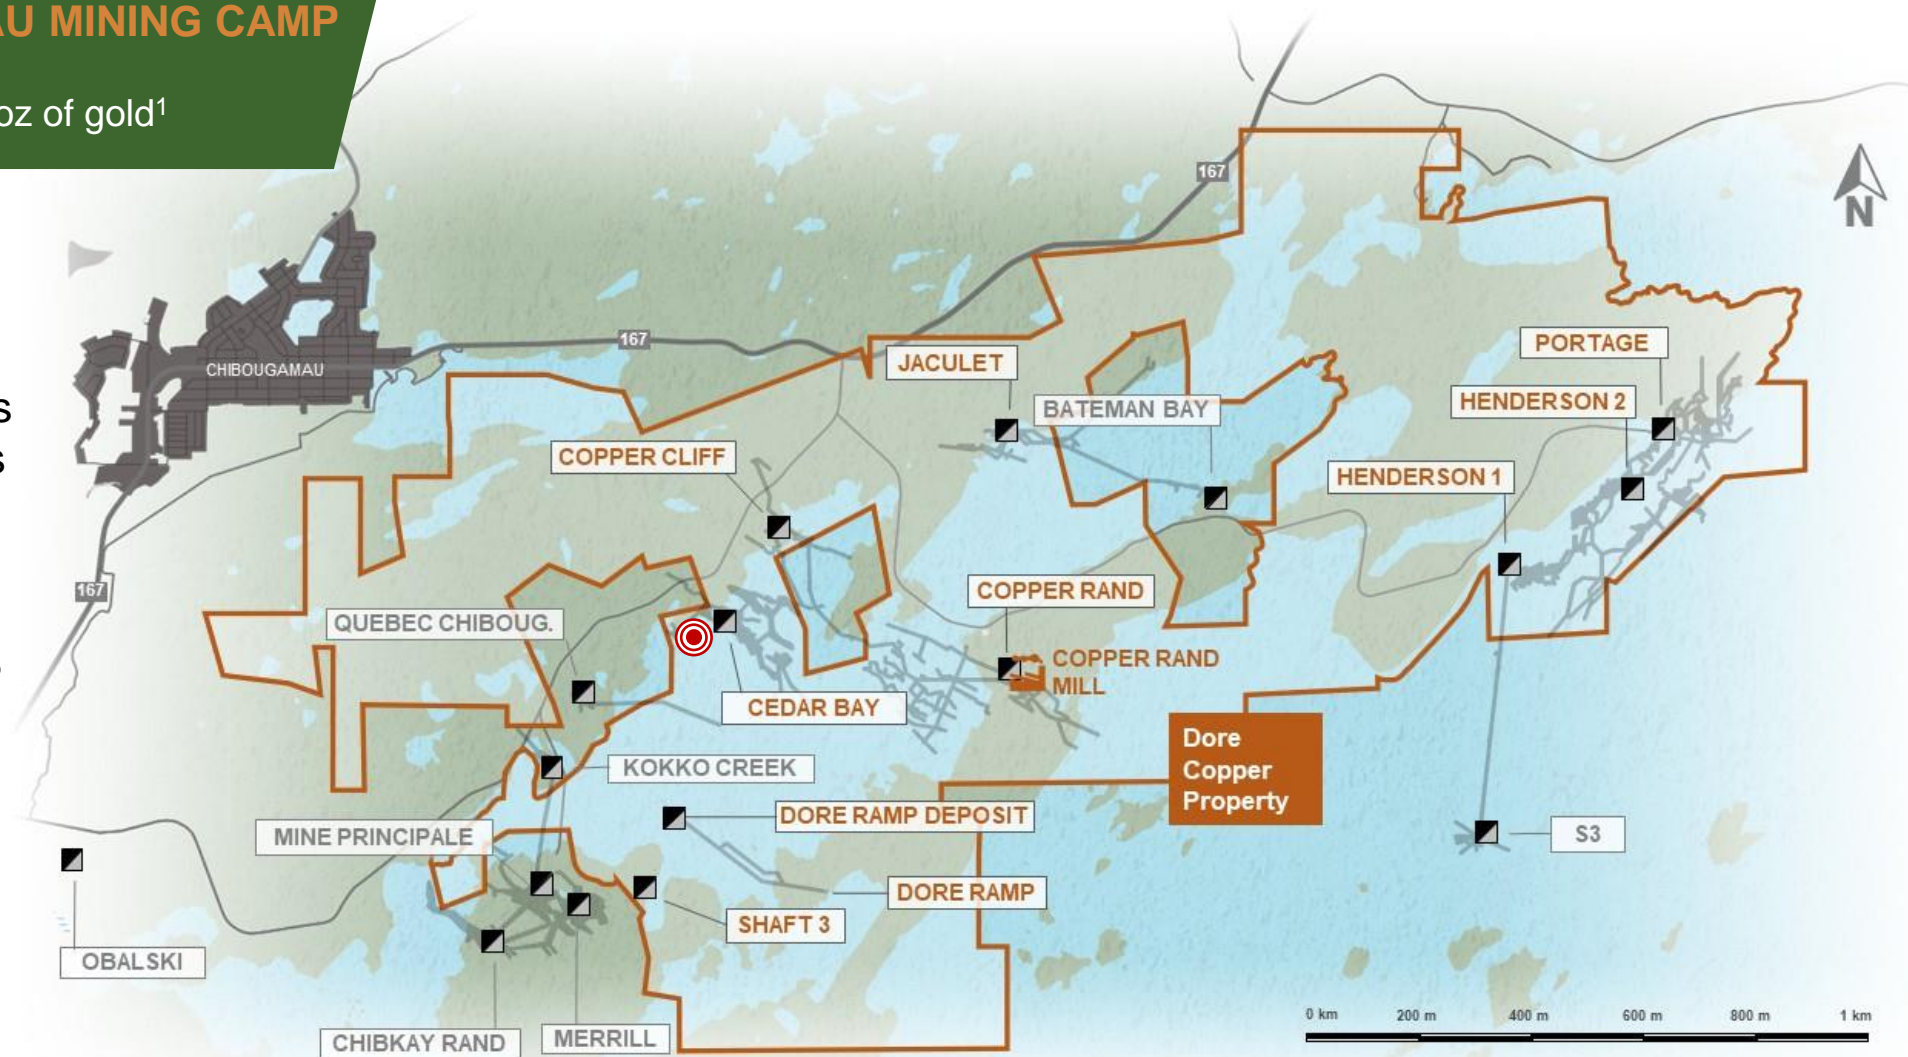 AU MINING CAMP
oz of gold1
167
N
167
CHIBOUGAMAU
JACULET
PORTAGE
HENDERSON 2
BATEMAN BAY
s
COPPER CLIFF
s
HENDERSON 1
167
COPPER RAND
QUEBEC CHIBOUG.
COPPER RAND
MILL
CEDAR BAY
Dore
Copper
Property
KOKKO CREEK
DORE RAMP DEPOSIT
MINE PRINCIPALE
S3
DORE RAMP
SHAFT 3
OBALSKI
0 km 200 m 400 m 600 m 800 m 1 km
CHIBKAY RAND
MERRILL